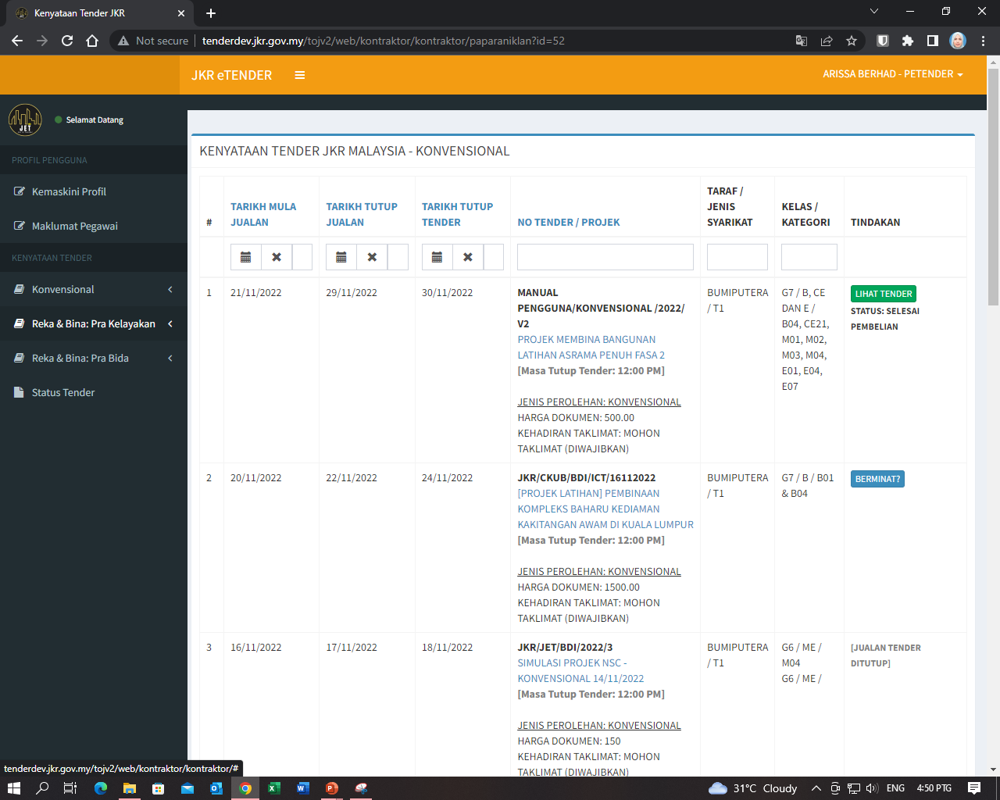 Kenyataan Tender JKR
Not secure
tenderdev.jkr.gov.my/tojv2/web/kontraktor/kontraktor/paparaniklan?id=52
JKR eTENDER
ARISSA BERHAD - PETENDER
JET
Selamat Datang
PROFIL PENGGUNA
Kemaskini Profil
Maklumat Pegawai
KENYATAAN TENDER
Konvensional
Reka & Bina: Pra Kelayakan
Reka & Bina: Pra Bida
Status Tender
KENYATAAN TENDER JKR MALAYSIA - KONVENSIONAL
#
TARIKH MULA
JUALAN
TARIKH TUTUP
JUALAN
TARIKH TUTUP
TENDER
NO TENDER / PROJEK
TARAF /
JENIS
SYARIKAT
KELAS /
KATEGORI
TINDAKAN
1
21/11/2022
29/11/2022
30/11/2022
MANUAL
PENGGUNA/KONVENSIONAL /2022/
V2
PROJEK MEMBINA BANGUNAN
LATIHAN ASRAMA PENUH FASA 2
[Masa Tutup Tender: 12:00 PM]
JENIS PEROLEHAN: KONVENSIONAL
HARGA DOKUMEN: 500.00
KEHADIRAN TAKLIMAT: MOHON
TAKLIMAT (DIWAJIBKAN)
BUMIPUTERA
/ T1
G7 / B, CE
DAN E /
B04, CE21,
M01, M02,
M03, M04,
E01, E04,
E07
LIHAT TENDER
STATUS: SELESAI
PEMBELIAN
2
20/11/2022
22/11/2022
24/11/2022
JKR/CKUB/BDI/ICT/16112022
[PROJEK LATIHAN] PEMBINAAN
KOMPLEKS BAHARU KEDIAMAN
KAKITANGAN AWAM DI KUALA LUMPUR
[Masa Tutup Tender: 12:00 PM]
JENIS PEROLEHAN: KONVENSIONAL
HARGA DOKUMEN: 1500.00
KEHADIRAN TAKLIMAT: MOHON
TAKLIMAT (DIWAJIBKAN)
BUMIPUTERA
/ T1
G7 / B / B01
& B04
BERMINAT?
3
16/11/2022
17/11/2022
18/11/2022
JKR/JET/BDI/2022/3
SIMULASI PROJEK NSC -
KONVENSIONAL 14/11/2022
[Masa Tutup Tender: 12:00 PM]
JENIS PEROLEHAN: KONVENSIONAL
HARGA DOKUMEN: 150
KEHADIRAN TAKLIMAT: MOHON
TAKLIMAT (DIWAJIBKAN)
BUMIPUTERA
/ T1
G6 / ME /
M04
G6 / ME /
[JUALAN TENDER
DITUTUP]
tenderdev.jkr.gov.my/tojv2/web/kontraktor/kontraktor/#
31°C Cloudy
ENG
4:50 PTG